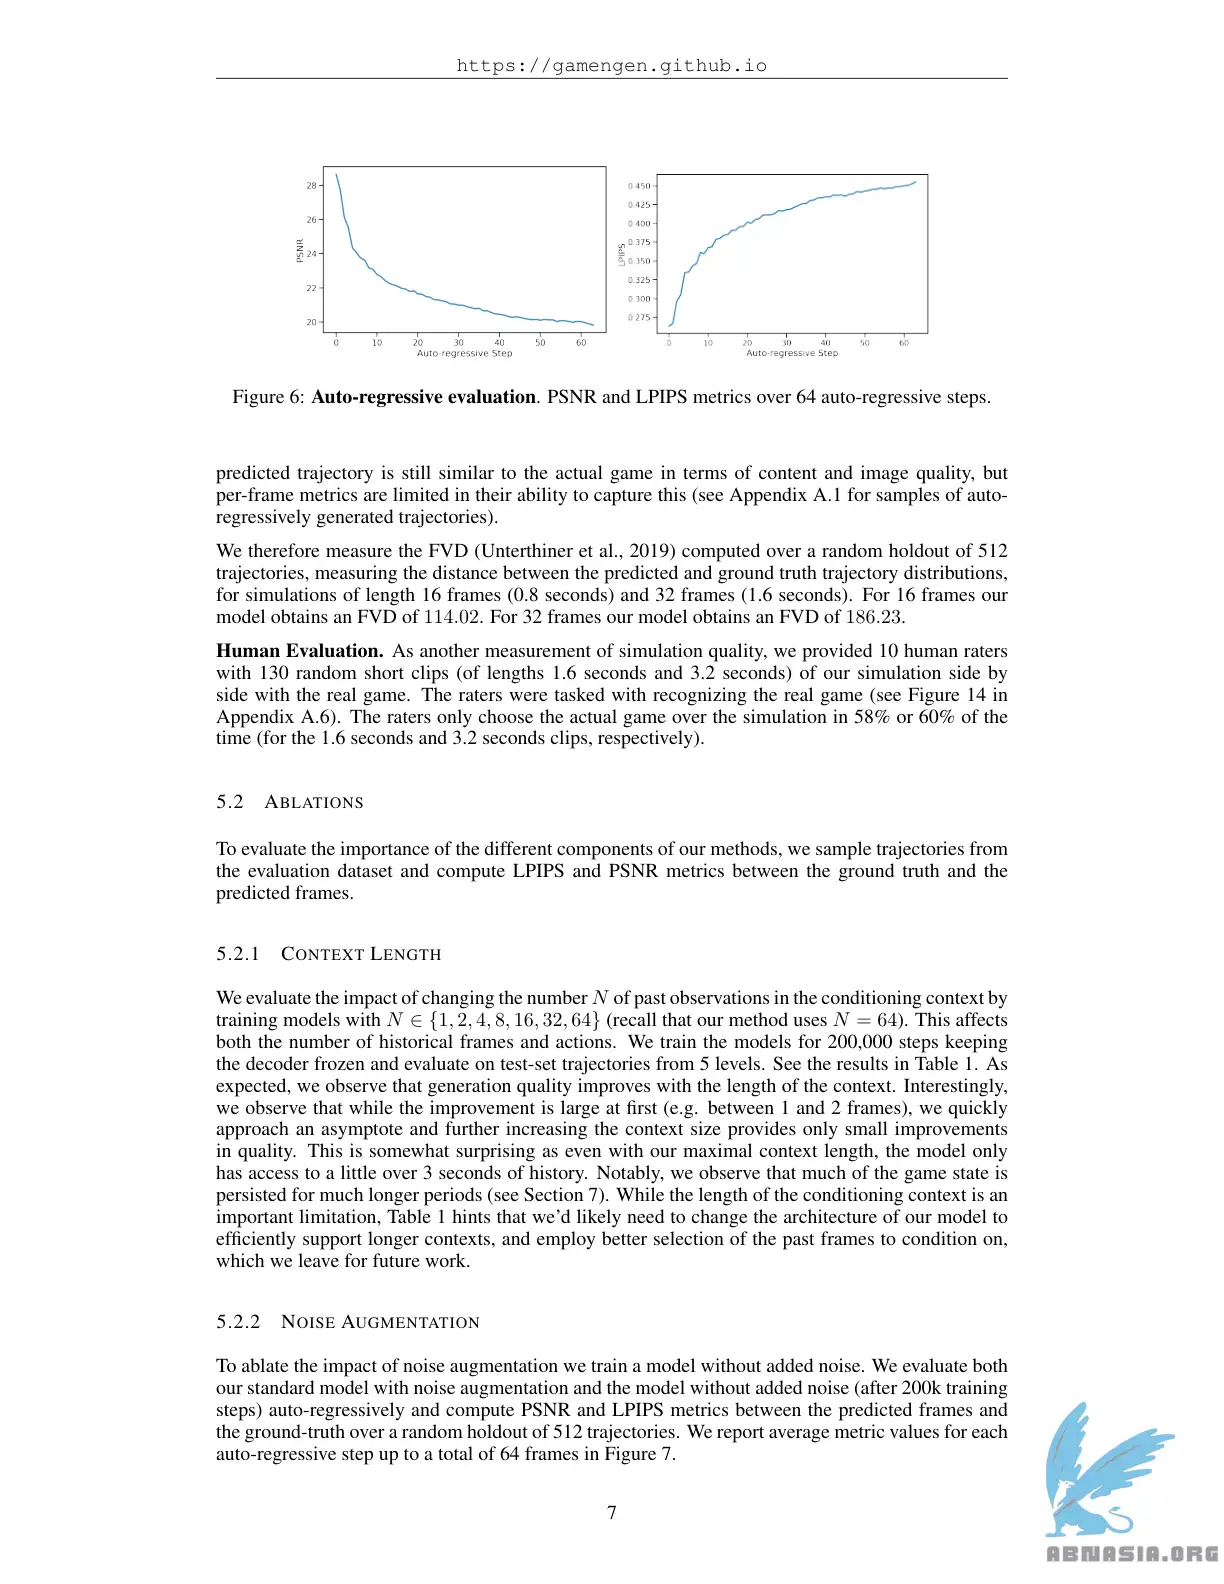 https://gamengen.github.io
28
26
24
22
20
PSNR
0 10 20 30 40 50 60
Auto-regressive Step
0.450
0.425
0.400
0.375
0.350
0.325
0.300
0.275
LPIPS
0 10 20 30 40 50 60
Auto-regressive Step
Figure 6: Auto-regressive evaluation. PSNR and LPIPS metrics over 64 auto-regressive steps.
predicted trajectory is still similar to the actual game in terms of content and image quality, but
per-frame metrics are limited in their ability to capture this (see Appendix A.1 for samples of auto-
regressively generated trajectories).
We therefore measure the FVD (Unterthiner et al., 2019) computed over a random holdout of 512
trajectories, measuring the distance between the predicted and ground truth trajectory distributions,
for simulations of length 16 frames (0.8 seconds) and 32 frames (1.6 seconds). For 16 frames our
model obtains an FVD of 114.02. For 32 frames our model obtains an FVD of 186.23.
Human Evaluation. As another measurement of simulation quality, we provided 10 human raters
with 130 random short clips (of lengths 1.6 seconds and 3.2 seconds) of our simulation side by
side with the real game. The raters were tasked with recognizing the real game (see Figure 14 in
Appendix A.6). The raters only choose the actual game over the simulation in 58% or 60% of the
time (for the 1.6 seconds and 3.2 seconds clips, respectively).
5.2 ABLATIONS
To evaluate the importance of the different components of our methods, we sample trajectories from
the evaluation dataset and compute LPIPS and PSNR metrics between the ground truth and the
predicted frames.
5.2.1 CONTEXT LENGTH
We evaluate the impact of changing the number N of past observations in the conditioning context by
training models with N ∈ {1, 2, 4, 8, 16, 32, 64} (recall that our method uses N = 64). This affects
both the number of historical frames and actions. We train the models for 200,000 steps keeping
the decoder frozen and evaluate on test-set trajectories from 5 levels. See the results in Table 1. As
expected, we observe that generation quality improves with the length of the context. Interestingly,
we observe that while the improvement is large at first (e.g. between 1 and 2 frames), we quickly
approach an asymptote and further increasing the context size provides only small improvements
in quality. This is somewhat surprising as even with our maximal context length, the model only
has access to a little over 3 seconds of history. Notably, we observe that much of the game state is
persisted for much longer periods (see Section 7). While the length of the conditioning context is an
important limitation, Table 1 hints that we'd likely need to change the architecture of our model to
efficiently support longer contexts, and employ better selection of the past frames to condition on,
which we leave for future work.
5.2.2 NOISE AUGMENTATION
To ablate the impact of noise augmentation we train a model without added noise. We evaluate both
our standard model with noise augmentation and the model without added noise (after 200k training
steps) auto-regressively and compute PSNR and LPIPS metrics between the predicted frames and
the ground-truth over a random holdout of 512 trajectories. We report average metric values for each
auto-regressive step up to a total of 64 frames in Figure 7.
7
ABNASIA.ORG